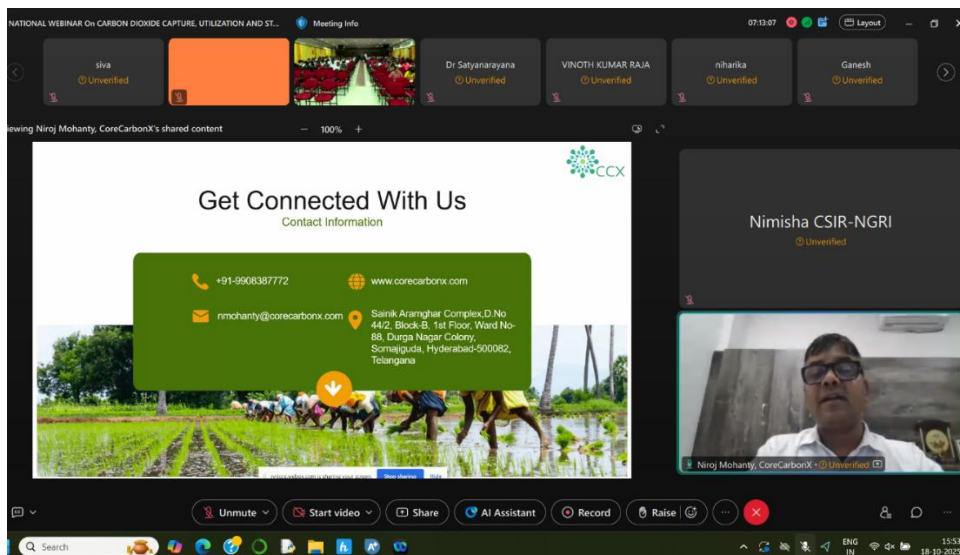 NATIONAL WEBINAR On CARBON DIOXIDE CAPTURE, UTILIZATION AND ST...
Meeting Info
07:13:07
Layout
siva
Unverified
Dr Satyanarayana
Unverified
VINOTH KUMAR RAJA
Unverified
niharika
Unverified
Ganesh
Unverified
iewing Niroj Mohanty, CoreCarbonX's shared content
− 100% +
CCX
Get Connected With Us
Contact Information
+91-9908387772
www.corecarbonx.com
nmohanty@corecarbonx.com
Sainik Aramghar Complex,D.No
44/2, Block-B, 1st Floor, Ward No-
88, Durga Nagar Colony,
Somajiguda, Hyderabad-500082,
Telangana
is sharing your screen.
Stop sharing
Hide
Nimisha CSIR-NGRI
Unverified
Niroj Mohanty, CoreCarbonX • Unverified
Unmute
Start video
Share
AI Assistant
Record
Raise
Search
ENG
IN
15:53
18-10-2025